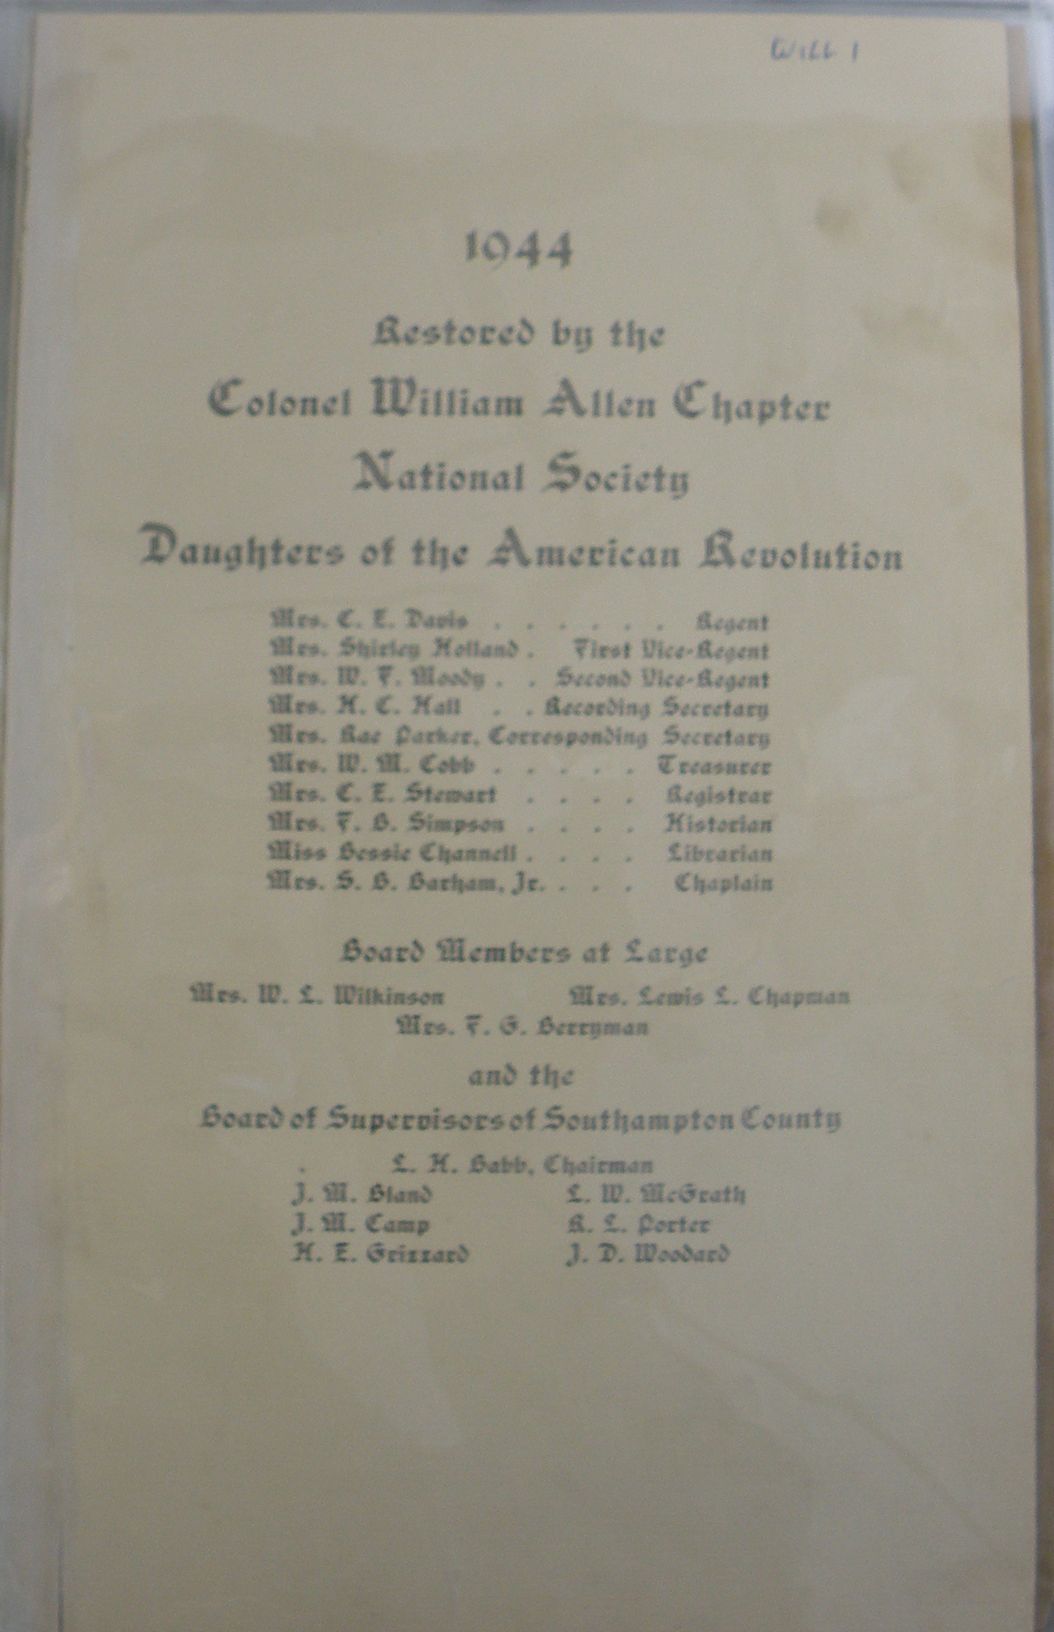 Will 1
1944
Restored by the
Colonel William Allen Chapter
National Society
Daughters of the American Revolution
Mrs. C. E. Davis . . . . . . Regent
Mrs. Shirley Holland . First Vice-Regent
Mrs. W. F. Moody . . Second Vice-Regent
Mrs. H. C. Hall . . Recording Secretary
Mrs. Rae Parker, Corresponding Secretary
Mrs. W. M. Cobb . . . . . Treasurer
Mrs. C. E. Stewart . . . . Registrar
Mrs. F. B. Simpson . . . . Historian
Miss Bessie Channell . . . . Librarian
Mrs. S. B. Barham, Jr. . . . Chaplain
Board Members at Large
Mrs. W. L. Wilkinson Mrs. Lewis L. Chapman
Mrs. F. G. Berryman
and the
Board of Supervisors of Southampton County
L. H. Babb, Chairman
J. M. Bland L. W. McGrath
J. M. Camp R. L. Porter
H. E. Grizzard J. D. Woodard